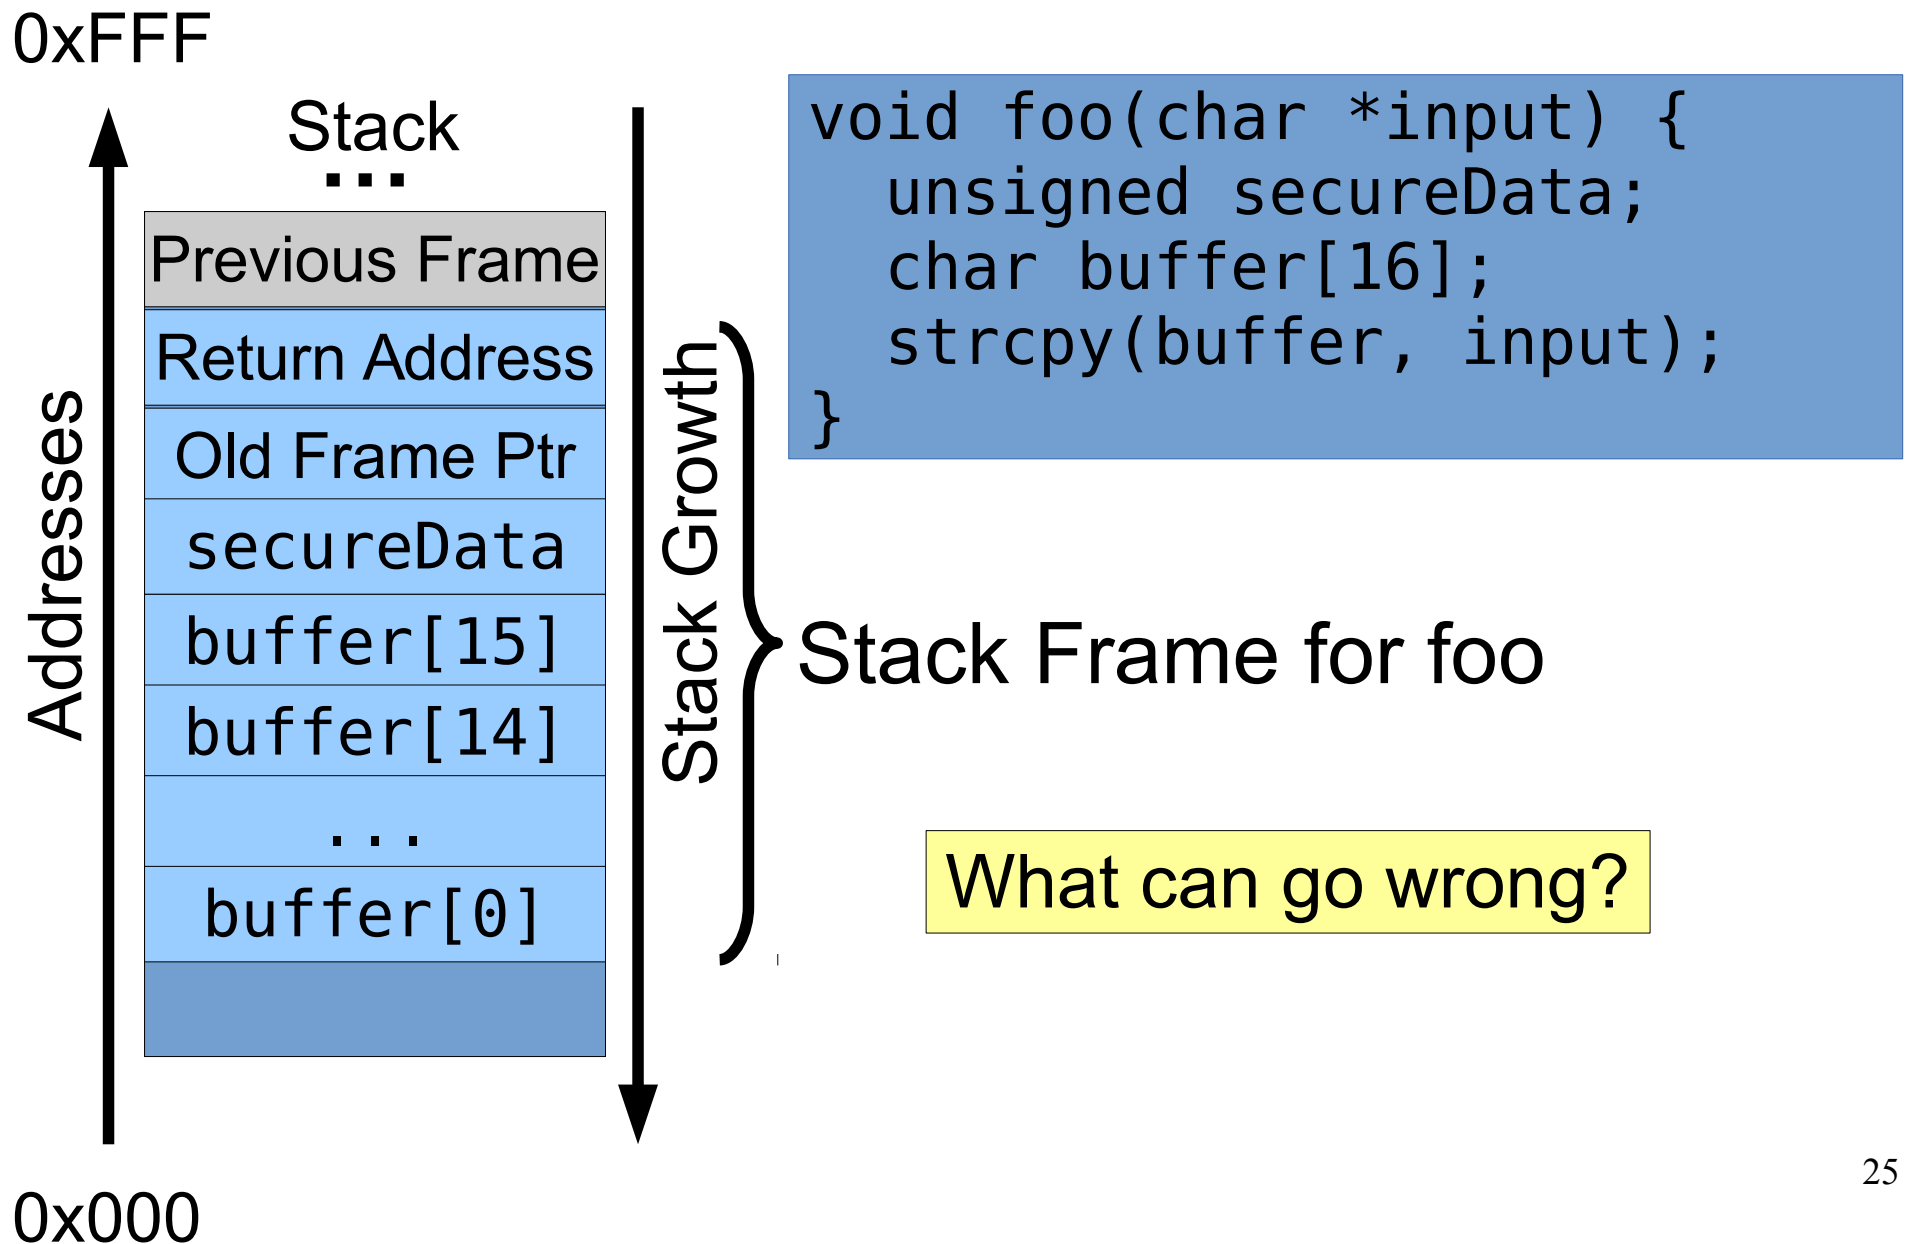 0xFFF
Stack
...
Previous Frame
Return Address
Old Frame Ptr
secureData
buffer[15]
buffer[14]
...
buffer[0]
Addresses
Stack Growth
void foo(char *input) {
  unsigned secureData;
  char buffer[16];
  strcpy(buffer, input);
}
Stack Frame for foo
What can go wrong?
0x000
25